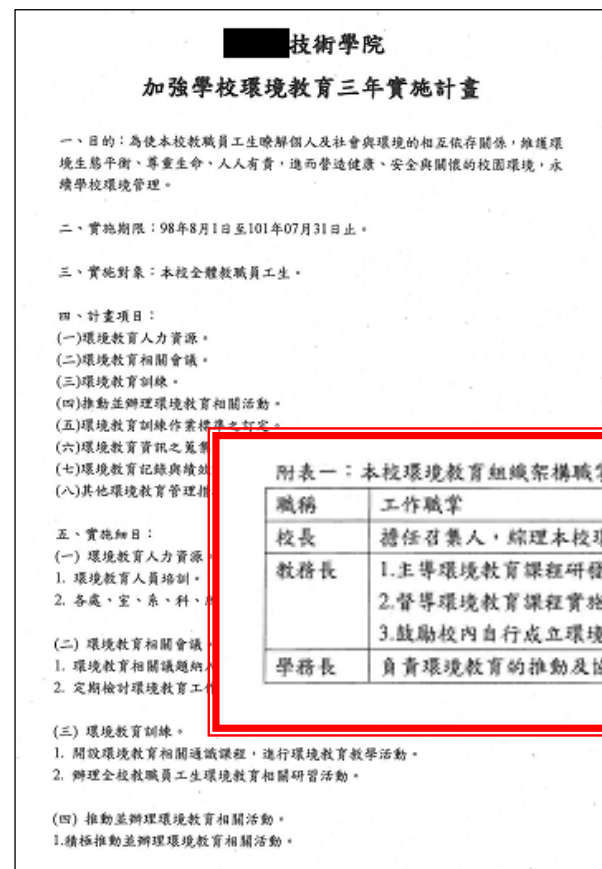 技術學院
加強學校環境教育三年實施計畫
一、目的：為使本校教職員工生瞭解個人及社會與環境的相互依存關係，維護環
境生態平衡、尊重生命、人人有責，進而營造健康、安全與關懷的校園環境，永
續學校環境管理。
二、實施期限：98年8月1日至101年07月31日止。
三、實施對象：本校全體教職員工生。
四、計畫項目：
(一)環境教育人力資源。
(二)環境教育相關會議。
(三)環境教育訓練。
(四)推動並辦理環境教育相關活動。
(五)環境教育訓練作業標準之訂定。
(六)環境教育資訊之蒐集
(七)環境教育記錄與績效
(八)其他環境教育管理措
五、實施細目：
(一) 環境教育人力資源。
1. 環境教育人員培訓。
2. 各處、室、系、科、
(二) 環境教育相關會議。
1. 環境教育相關議題納入
2. 定期檢討環境教育工作
(三) 環境教育訓練。
1. 開設環境教育相關通識課程，進行環境教育教學活動。
2. 辦理全校教職員工生環境教育相關研習活動。
(四) 推動並辦理環境教育相關活動。
1.積極推動並辦理環境教育相關活動。
附表一：本校環境教育組織架構職掌
職稱 工作職掌
校長 擔任召集人，綜理本校環
教務長 1.主導環境教育課程研發
2.督導環境教育課程實施
3.鼓勵校內自行成立環境
學務長 負責環境教育的推動及協